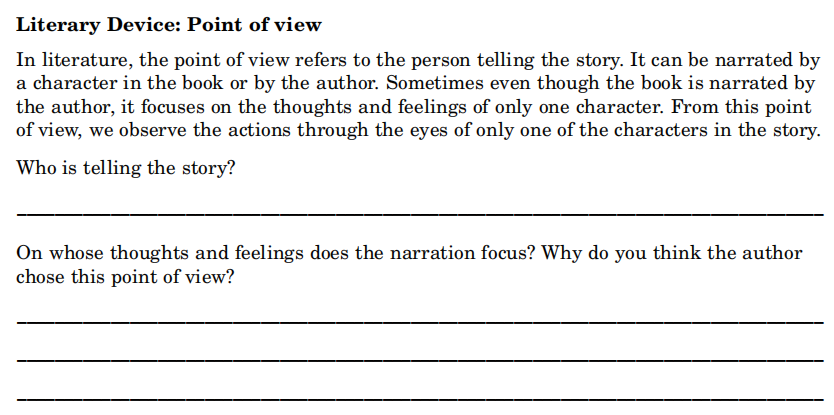 Literary Device: Point of view
In literature, the point of view refers to the person telling the story. It can be narrated by
a character in the book or by the author. Sometimes even though the book is narrated by
the author, it focuses on the thoughts and feelings of only one character. From this point
of view, we observe the actions through the eyes of only one of the characters in the story.
Who is telling the story?
On whose thoughts and feelings does the narration focus? Why do you think the author
chose this point of view?